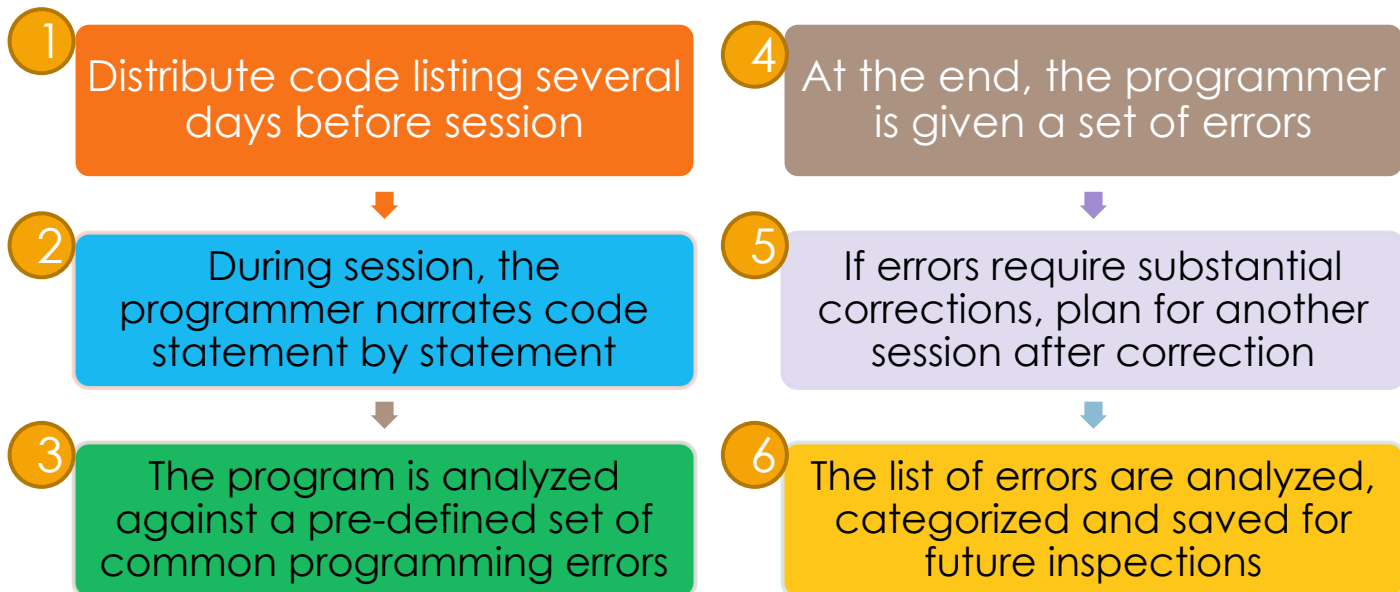 1
Distribute code listing several
days before session
2
During session, the
programmer narrates code
statement by statement
3
The program is analyzed
against a pre-defined set of
common programming errors
4
At the end, the programmer
is given a set of errors
5
If errors require substantial
corrections, plan for another
session after correction
6
The list of errors are analyzed,
categorized and saved for
future inspections